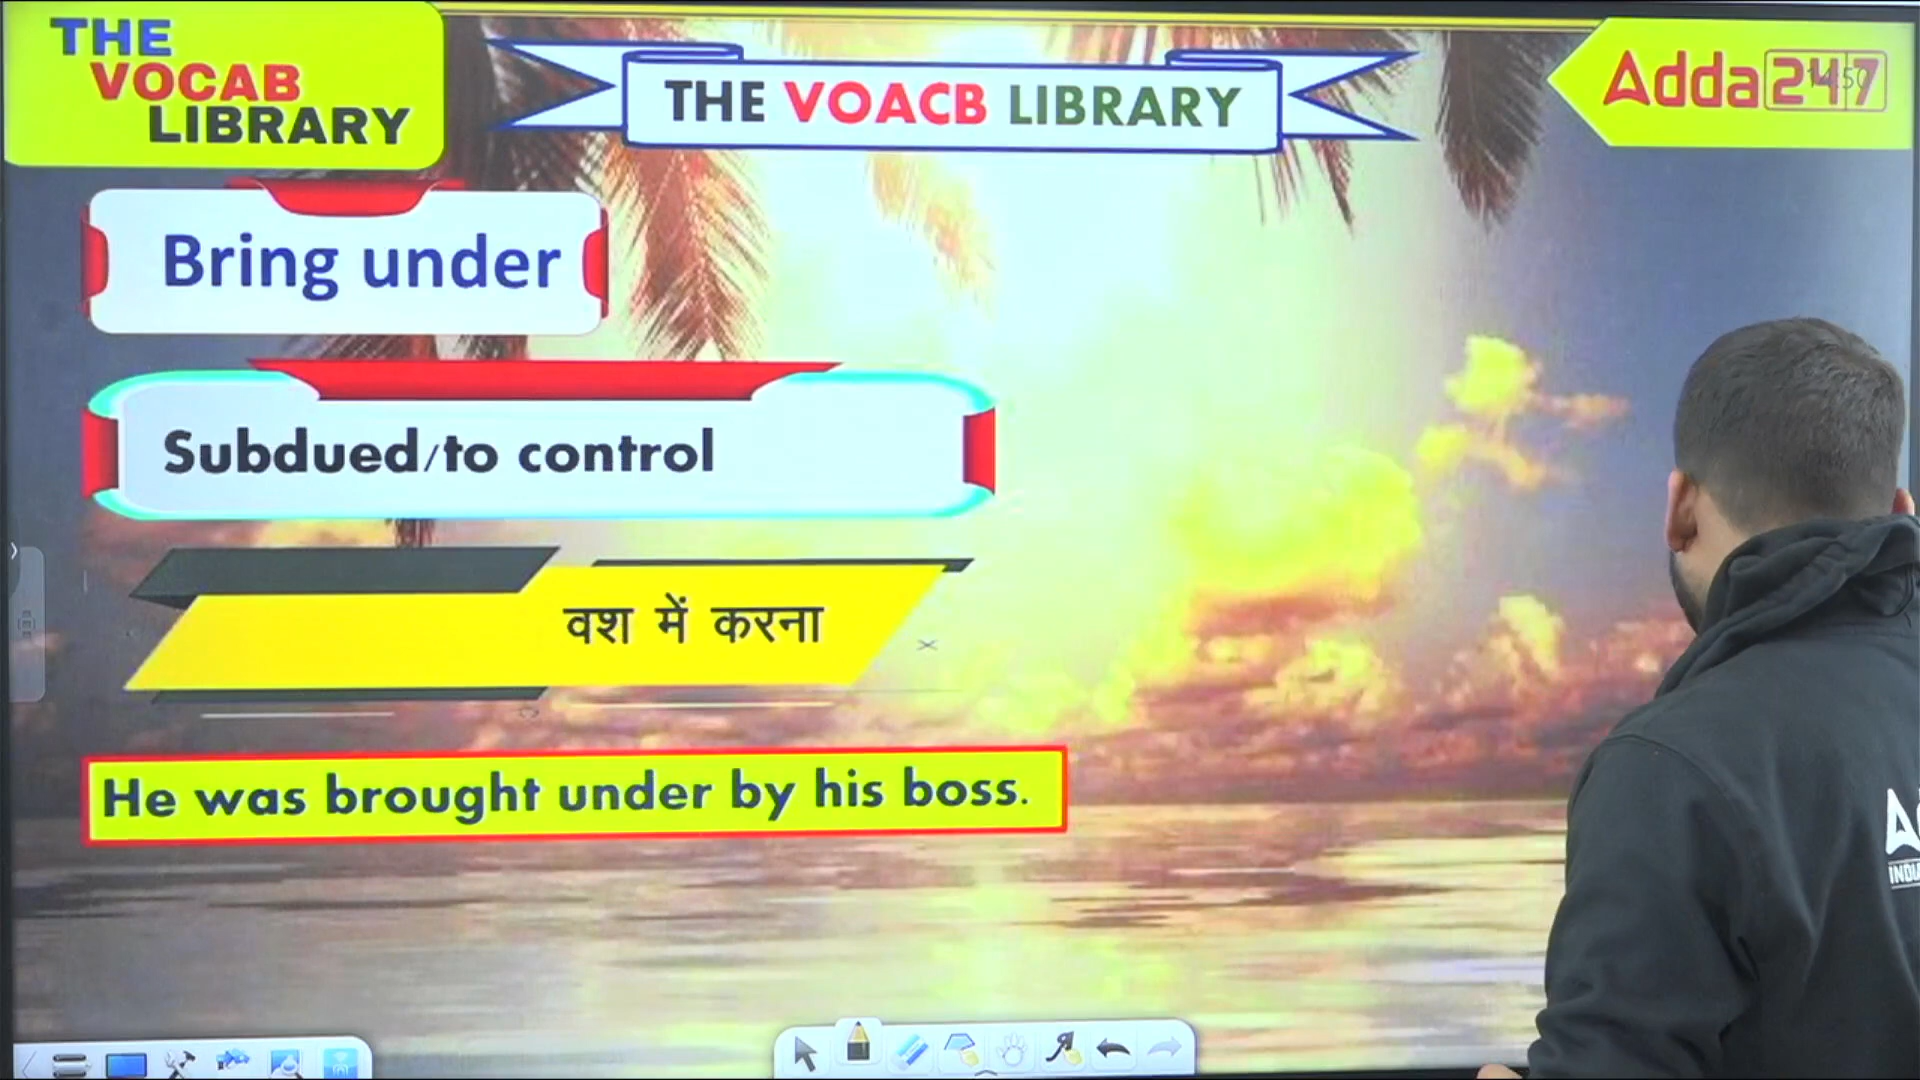 THE
VOCAB
LIBRARY
THE VOACB LIBRARY
Adda247
Bring under
Subdued/to control
वश में करना
He was brought under by his boss.